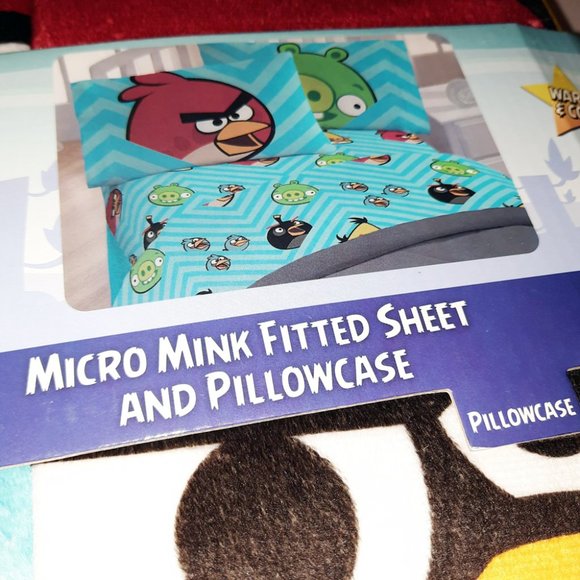 MICRO MINK FITTED SHEET
AND PILLOWCASE
PILLOWCASE